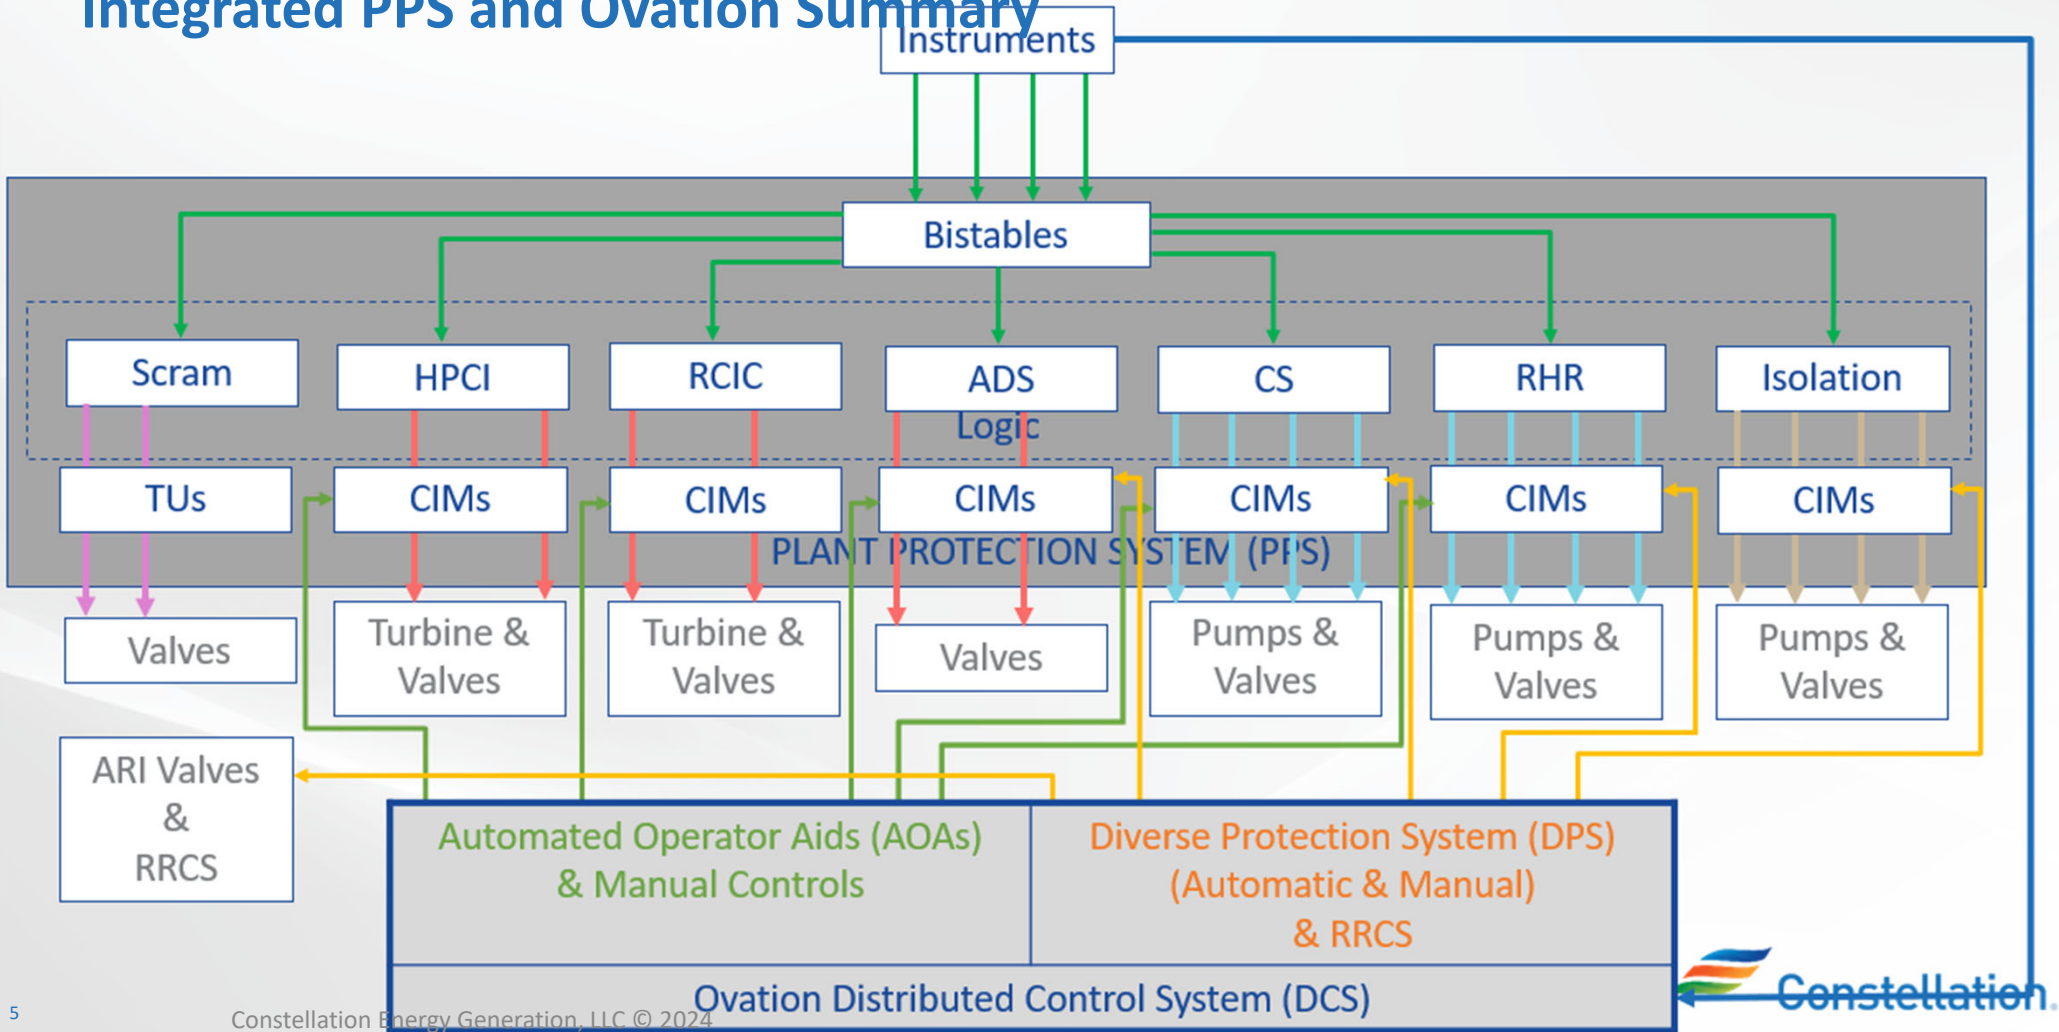 Integrated PPS and Ovation Summary
Instruments
Bistables
Scram
HPCI
RCIC
ADS
CS
RHR
Isolation
Logic
TUs
CIMs
CIMs
CIMs
CIMs
CIMs
CIMs
PLANT PROTECTION SYSTEM (PPS)
Valves
Turbine &
Valves
Turbine &
Valves
Valves
Pumps &
Valves
Pumps &
Valves
Pumps &
Valves
ARI Valves
&
RRCS
Automated Operator Aids (AOAs)
& Manual Controls
Diverse Protection System (DPS)
(Automatic & Manual)
& RRCS
Ovation Distributed Control System (DCS)
Constellation.
5
Constellation Energy Generation, LLC © 2024